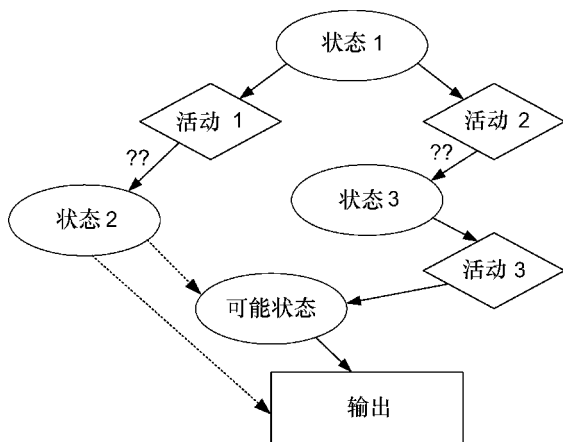 状态 1
活动 1
活动 2
??
??
状态 2
状态 3
活动 3
可能状态
输出